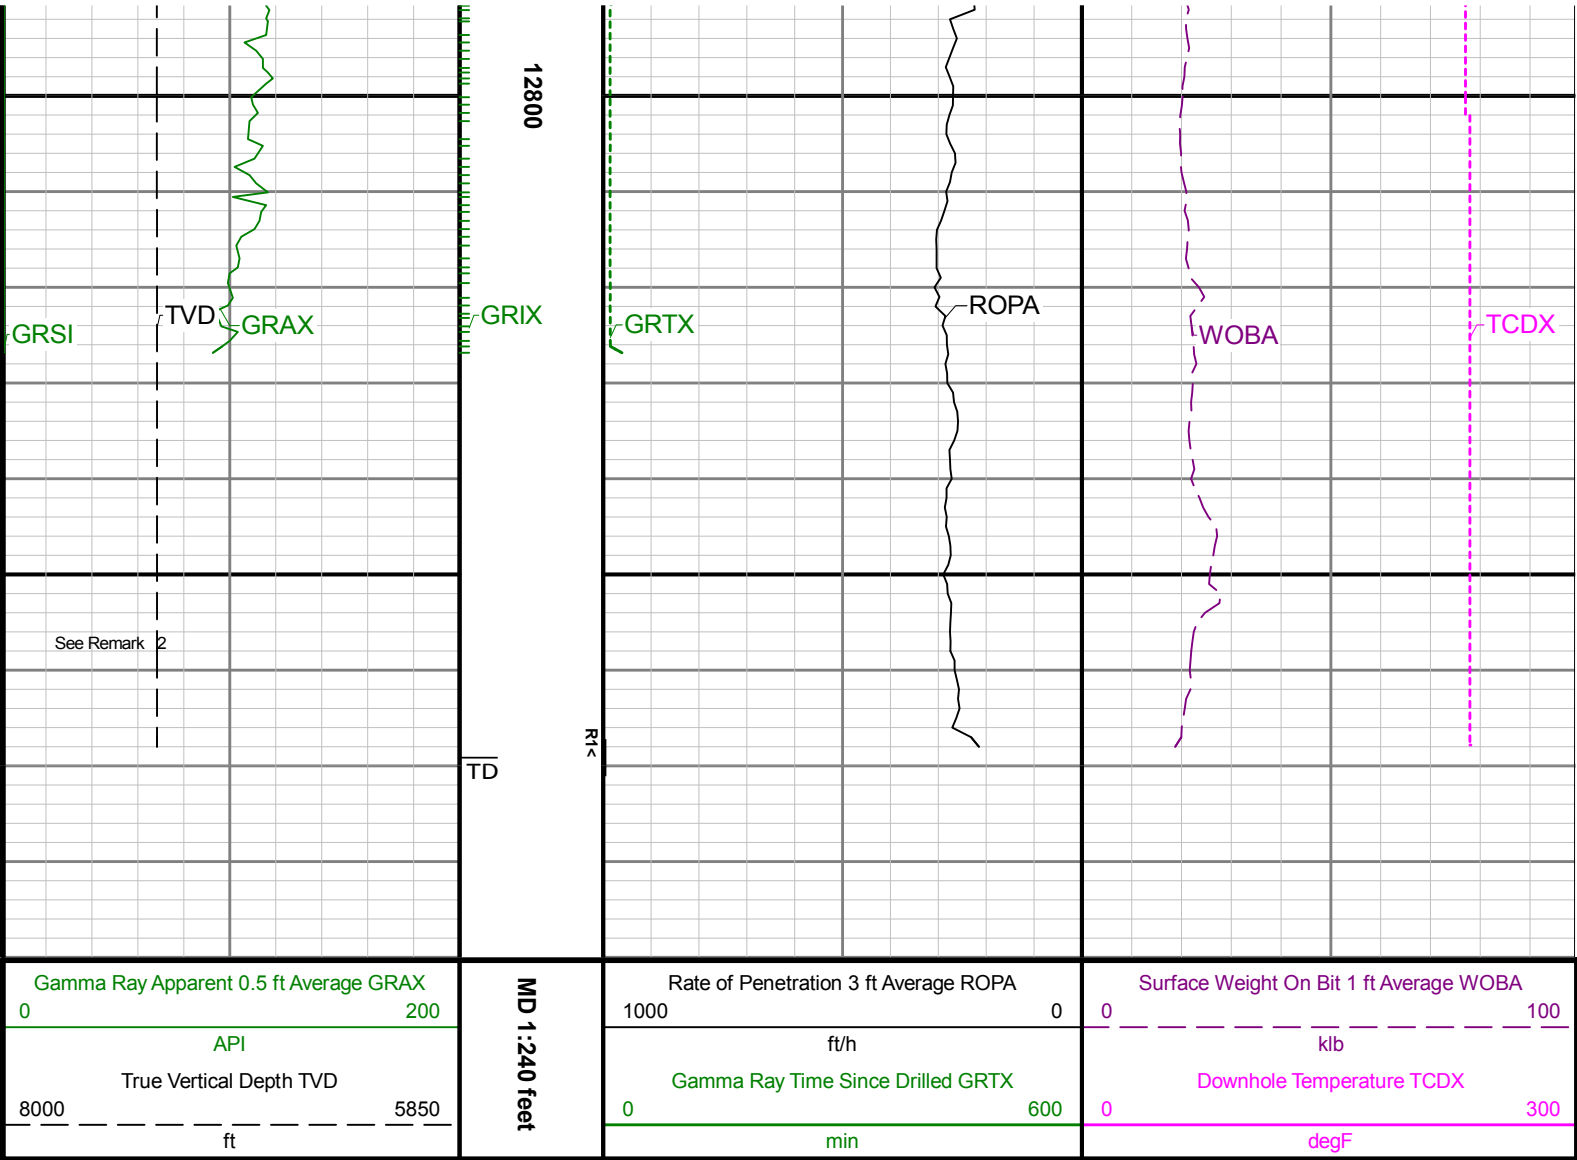 12800
TVD
GRAX
GRSI
GRIX
GRTX
ROPA
WOBA
TCDX
See Remark 2
R1<
TD
Gamma Ray Apparent 0.5 ft Average GRAX
0 200
API
True Vertical Depth TVD
8000 5850
ft
MD 1:240 feet
Rate of Penetration 3 ft Average ROPA
1000 0
ft/h
Gamma Ray Time Since Drilled GRTX
0 600
min
Surface Weight On Bit 1 ft Average WOBA
0 100
klb
Downhole Temperature TCDX
0 300
degF